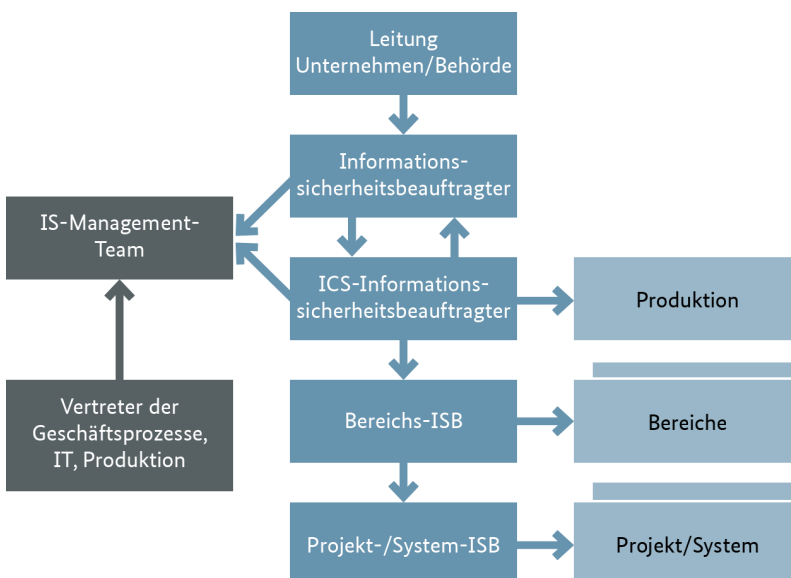 Leitung
Unternehmen/Behörde
Informations-
sicherheitsbeauftragter
IS-Management-
Team
ICS-Informations-
sicherheitsbeauftragter
Produktion
Vertreter der
Geschäftsprozesse,
IT, Produktion
Bereichs-ISB
Bereiche
Projekt-/System-ISB
Projekt/System